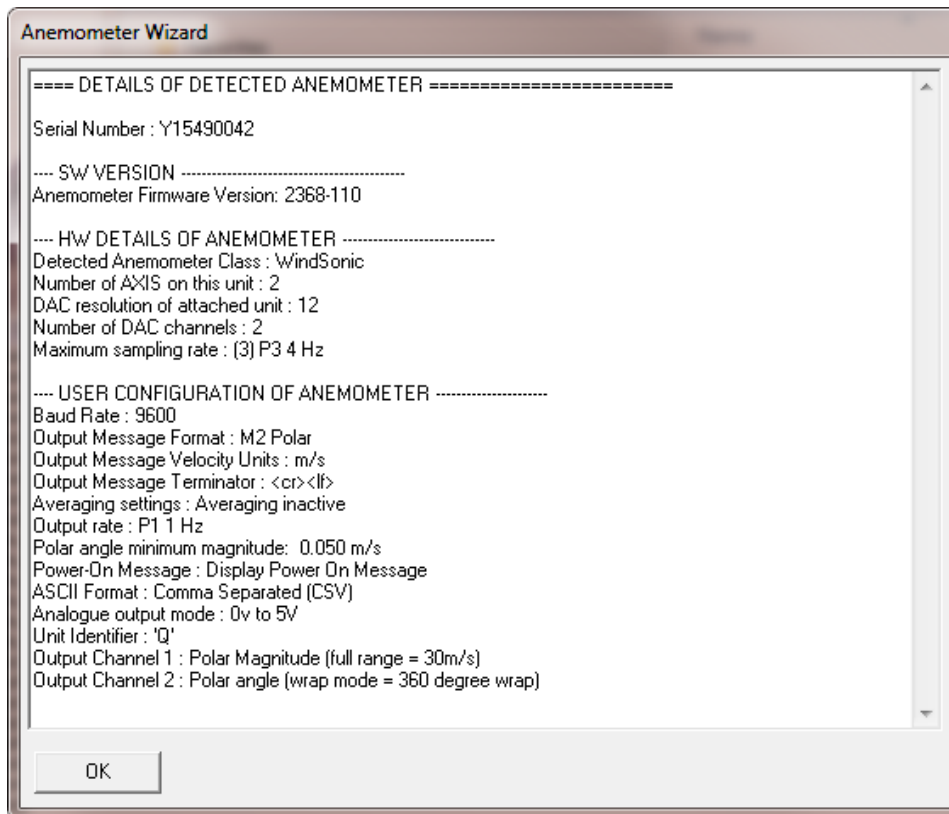 Anemometer Wizard
==== DETAILS OF DETECTED ANEMOMETER ========================
Serial Number : Y15490042
---- SW VERSION --------------------------------------------
Anemometer Firmware Version: 2368-110
---- HW DETAILS OF ANEMOMETER ------------------------------
Detected Anemometer Class : WindSonic
Number of AXIS on this unit : 2
DAC resolution of attached unit : 12
Number of DAC channels : 2
Maximum sampling rate : (3) P3 4 Hz
---- USER CONFIGURATION OF ANEMOMETER ----------------------
Baud Rate : 9600
Output Message Format : M2 Polar
Output Message Velocity Units : m/s
Output Message Terminator : <cr><lf>
Averaging settings : Averaging inactive
Output rate : P1 1 Hz
Polar angle minimum magnitude:  0.050 m/s
Power-On Message : Display Power On Message
ASCII Format : Comma Separated (CSV)
Analogue output mode : 0v to 5V
Unit Identifier : 'Q'
Output Channel 1 : Polar Magnitude (full range = 30m/s)
Output Channel 2 : Polar angle (wrap mode = 360 degree wrap)
OK